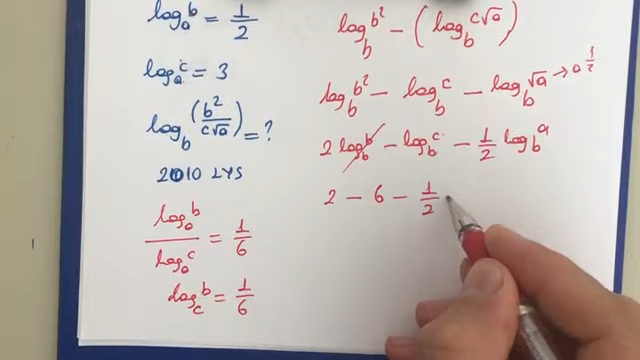 log_a^b = 1/2
log_a^c = 3
log_b^(b²/c√a) = ?
2010 LYS
log_a^b / log_a^c = 1/6
log_c^b = 1/6
log_b^b² - (log_b^c√a)
log_b^b² - log_b^c - log_b^√a → a^1/2
2 log_b^b - log_b^c - 1/2 log_b^a
2 - 6 - 1/2